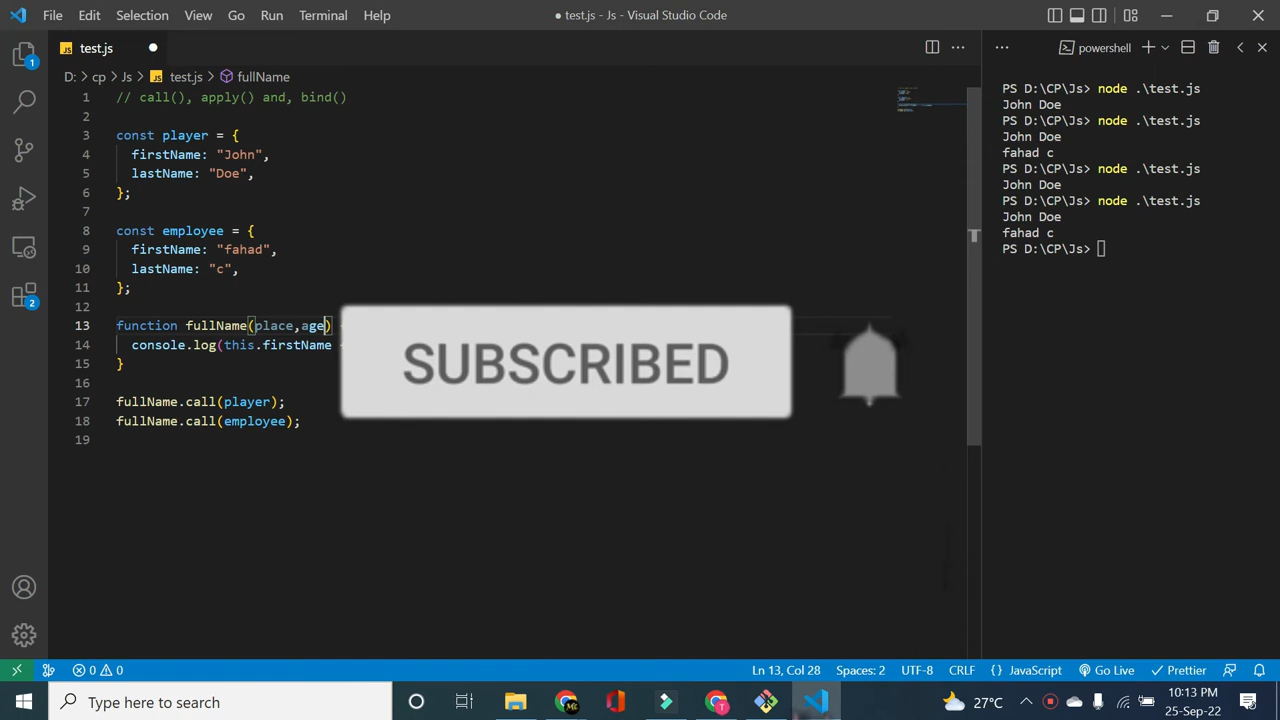 File Edit Selection View Go Run Terminal Help
● test.js - Js - Visual Studio Code
JS test.js ●
powershell
D: > cp > Js > JS test.js > fullName
1 // call(), apply() and, bind()
2
3 const player = {
4 firstName: "John",
5 lastName: "Doe",
6 };
7
8 const employee = {
9 firstName: "fahad",
10 lastName: "c",
11 };
12
13 function fullName(place,age)
14 console.log(this.firstName
15 }
16
17 fullName.call(player);
18 fullName.call(employee);
19
SUBSCRIBED
PS D:\CP\Js> node .\test.js
John Doe
PS D:\CP\Js> node .\test.js
John Doe
fahad c
PS D:\CP\Js> node .\test.js
John Doe
PS D:\CP\Js> node .\test.js
John Doe
fahad c
PS D:\CP\Js>
1
2
0 0
Ln 13, Col 28 Spaces: 2 UTF-8 CRLF {} JavaScript Go Live Prettier
Type here to search
27°C
10:13 PM
25-Sep-22